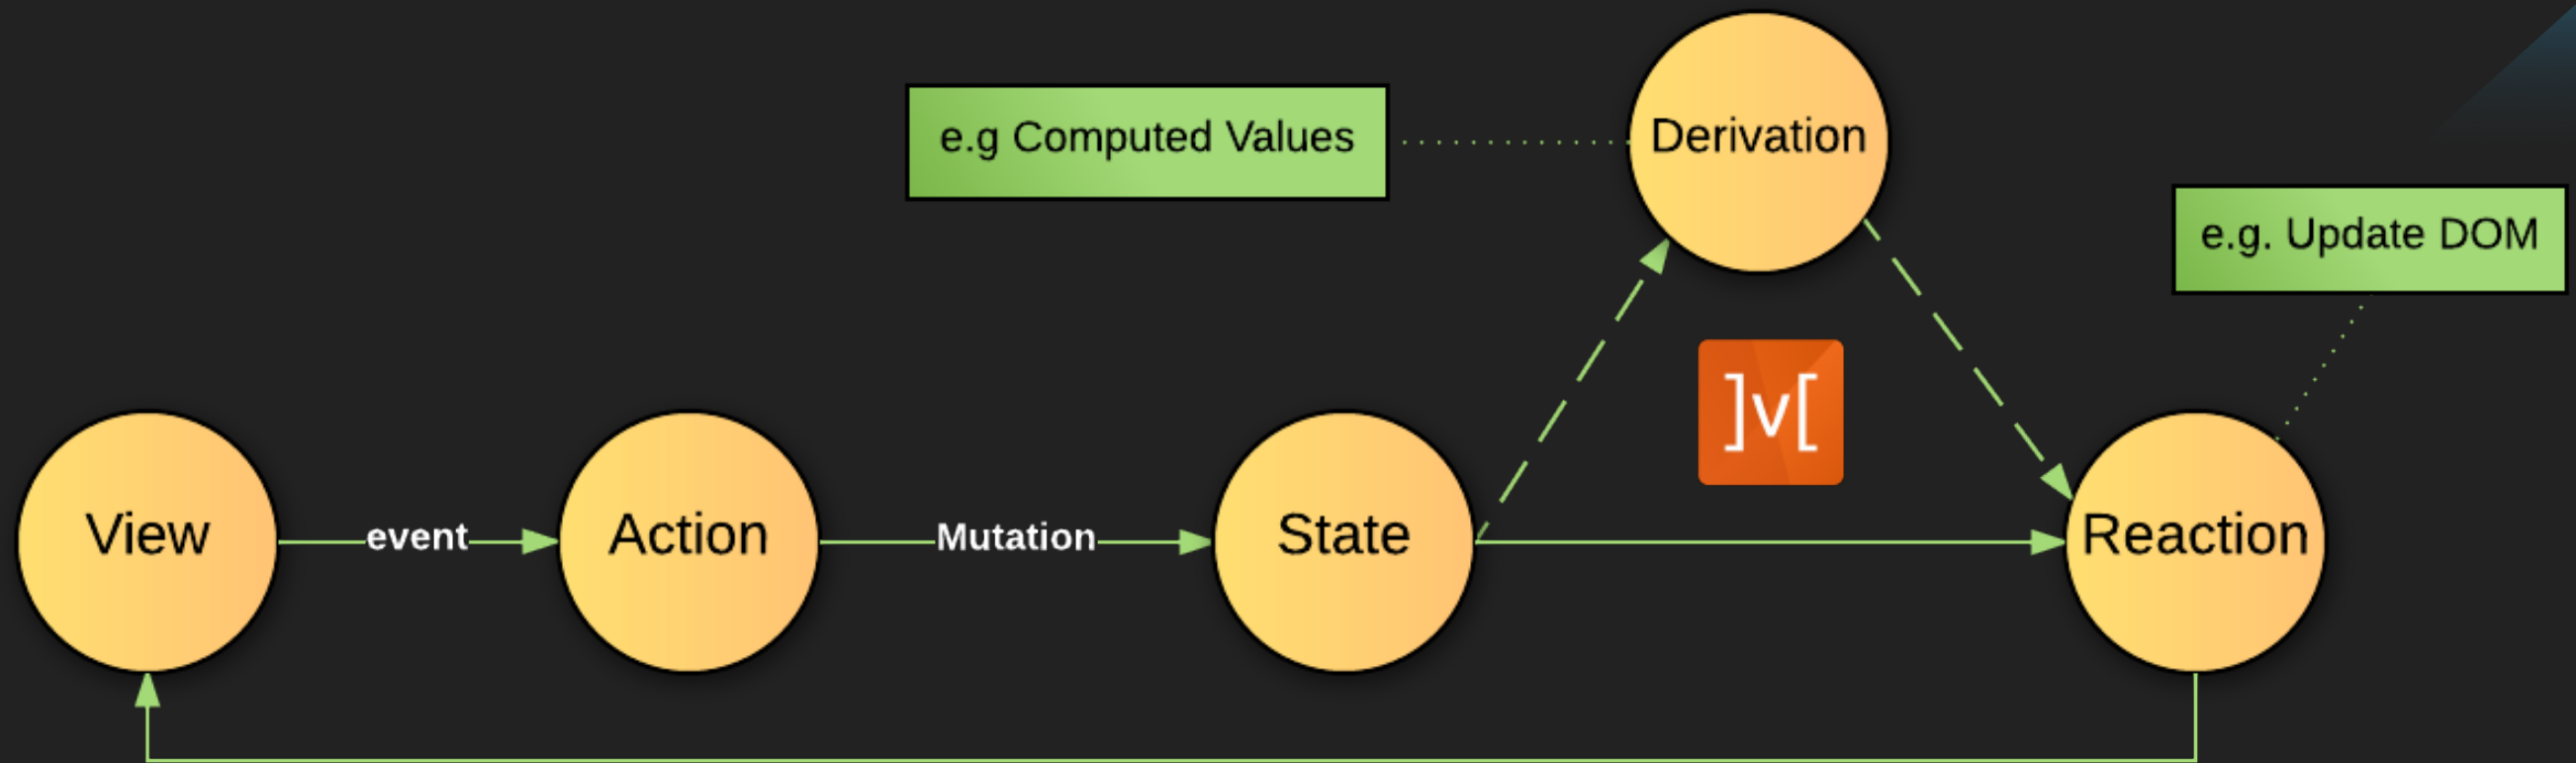 Derivation
e.g Computed Values
e.g. Update DOM
]v[
View
event
Action
Mutation
State
Reaction